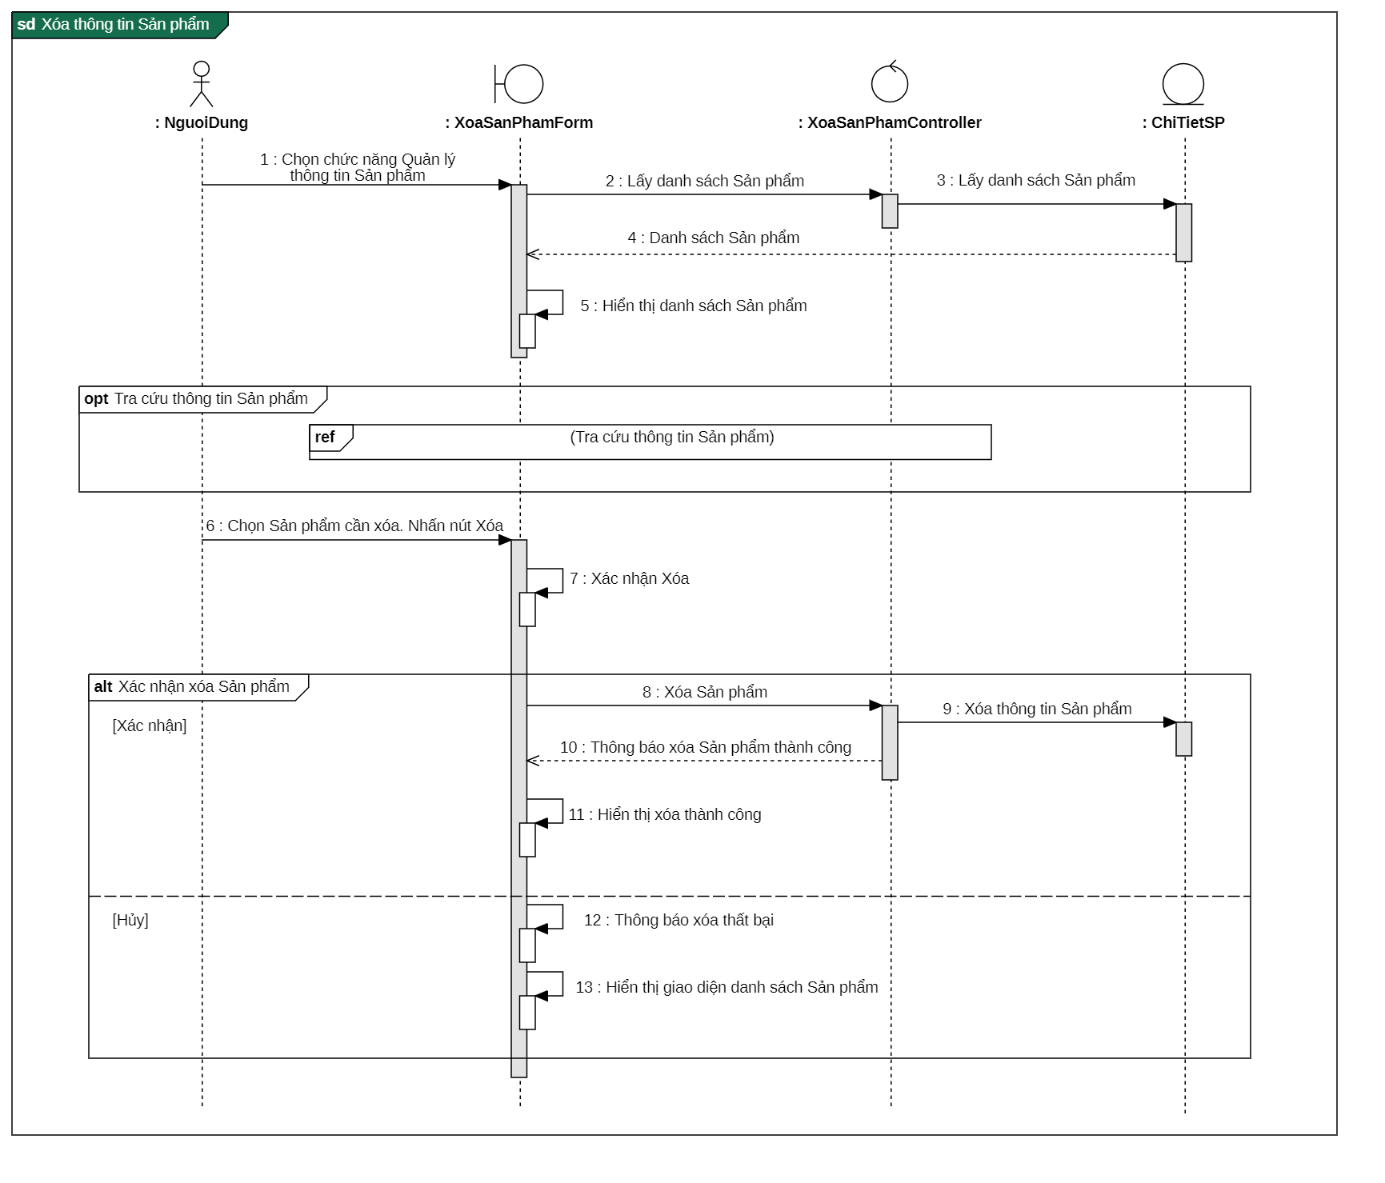 sd Xóa thông tin Sản phẩm
: NguoiDung
: XoaSanPhamForm
: XoaSanPhamController
: ChiTietSP
1 : Chọn chức năng Quản lý
thông tin Sản phẩm
2 : Lấy danh sách Sản phẩm
3 : Lấy danh sách Sản phẩm
4 : Danh sách Sản phẩm
5 : Hiển thị danh sách Sản phẩm
opt Tra cứu thông tin Sản phẩm
ref
(Tra cứu thông tin Sản phẩm)
6 : Chọn Sản phẩm cần xóa. Nhấn nút Xóa
7 : Xác nhận Xóa
alt Xác nhận xóa Sản phẩm
8 : Xóa Sản phẩm
9 : Xóa thông tin Sản phẩm
[Xác nhận]
10 : Thông báo xóa Sản phẩm thành công
11 : Hiển thị xóa thành công
[Hủy]
12 : Thông báo xóa thất bại
13 : Hiển thị giao diện danh sách Sản phẩm